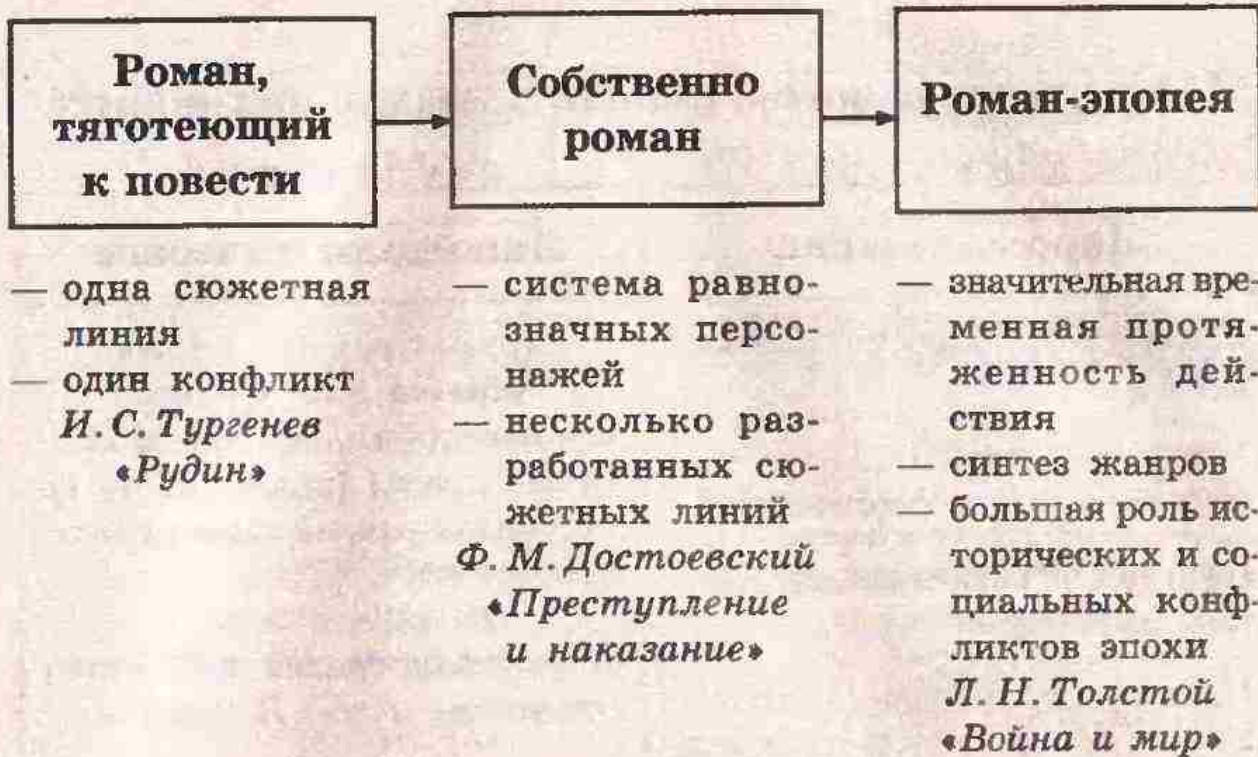 Роман,
тяготеющий
к повести
Собственно
роман
Роман-эпопея
— одна сюжетная
линия
— один конфликт
И. С. Тургенев
«Рудин»
— система равно-
значных персо-
нажей
— несколько раз-
работанных сю-
жетных линий
Ф. М. Достоевский
«Преступление
и наказание»
— значительная вре-
менная протя-
женность дей-
ствия
— синтез жанров
— большая роль ис-
торических и со-
циальных конф-
ликтов эпохи
Л. Н. Толстой
«Война и мир»